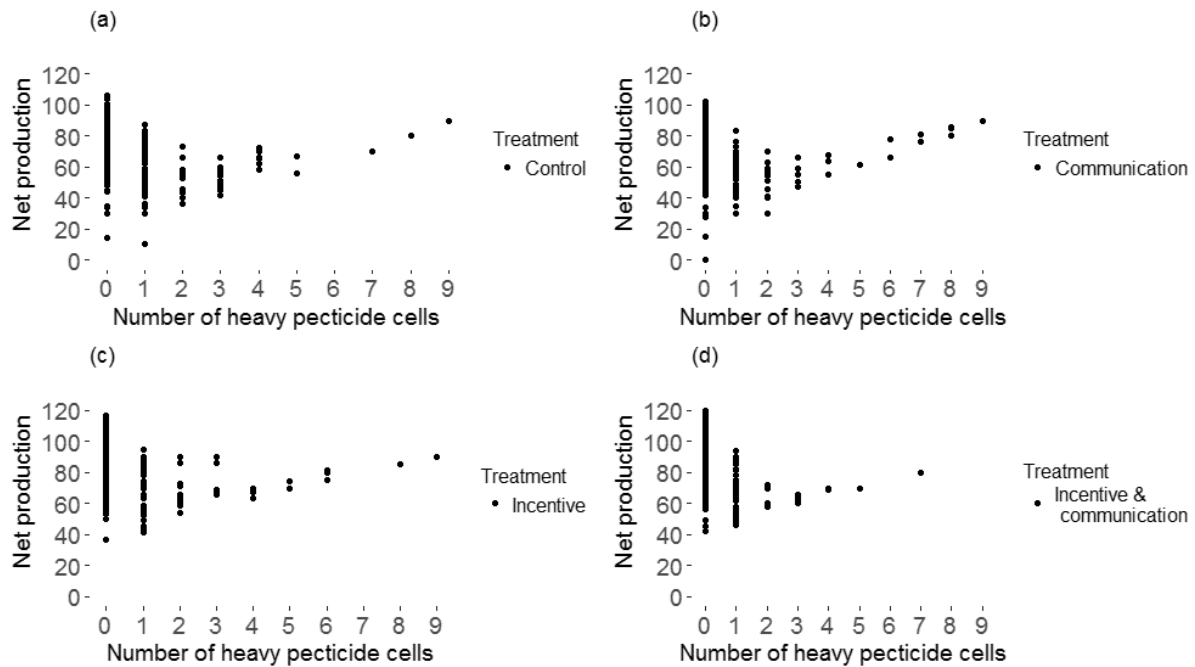 (a)
120
100
80
60
40
20
0
Net production
0 1 2 3 4 5 6 7 8 9
Number of heavy pecticide cells
Treatment
Control
(b)
120
100
80
60
40
20
0
Net production
0 1 2 3 4 5 6 7 8 9
Number of heavy pecticide cells
Treatment
Communication
(c)
120
100
80
60
40
20
0
Net production
0 1 2 3 4 5 6 7 8 9
Number of heavy pecticide cells
Treatment
Incentive
(d)
120
100
80
60
40
20
0
Net production
0 1 2 3 4 5 6 7 8 9
Number of heavy pecticide cells
Treatment
Incentive &
communication